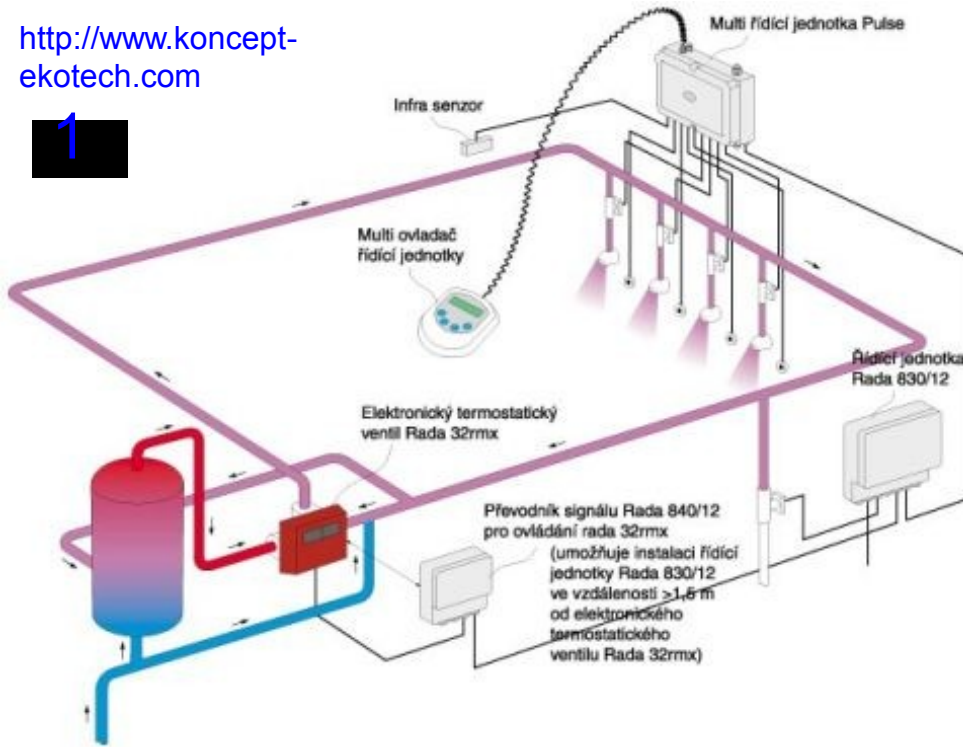 http://www.koncept-
ekotech.com
1
Multi řídící jednotka Pulse
Infra senzor
Multi ovladač
řídící jednotky
Řídící jednotka
Rada 830/12
Elektronický termostatický
ventil Rada 32rmx
Převodník signálu Rada 840/12
pro ovládání rada 32rmx
(umožňuje instalaci řídící
jednotky Rada 830/12
ve vzdálenosti >1,5 m
od elektronického
termostatického
ventilu Rada 32rmx)